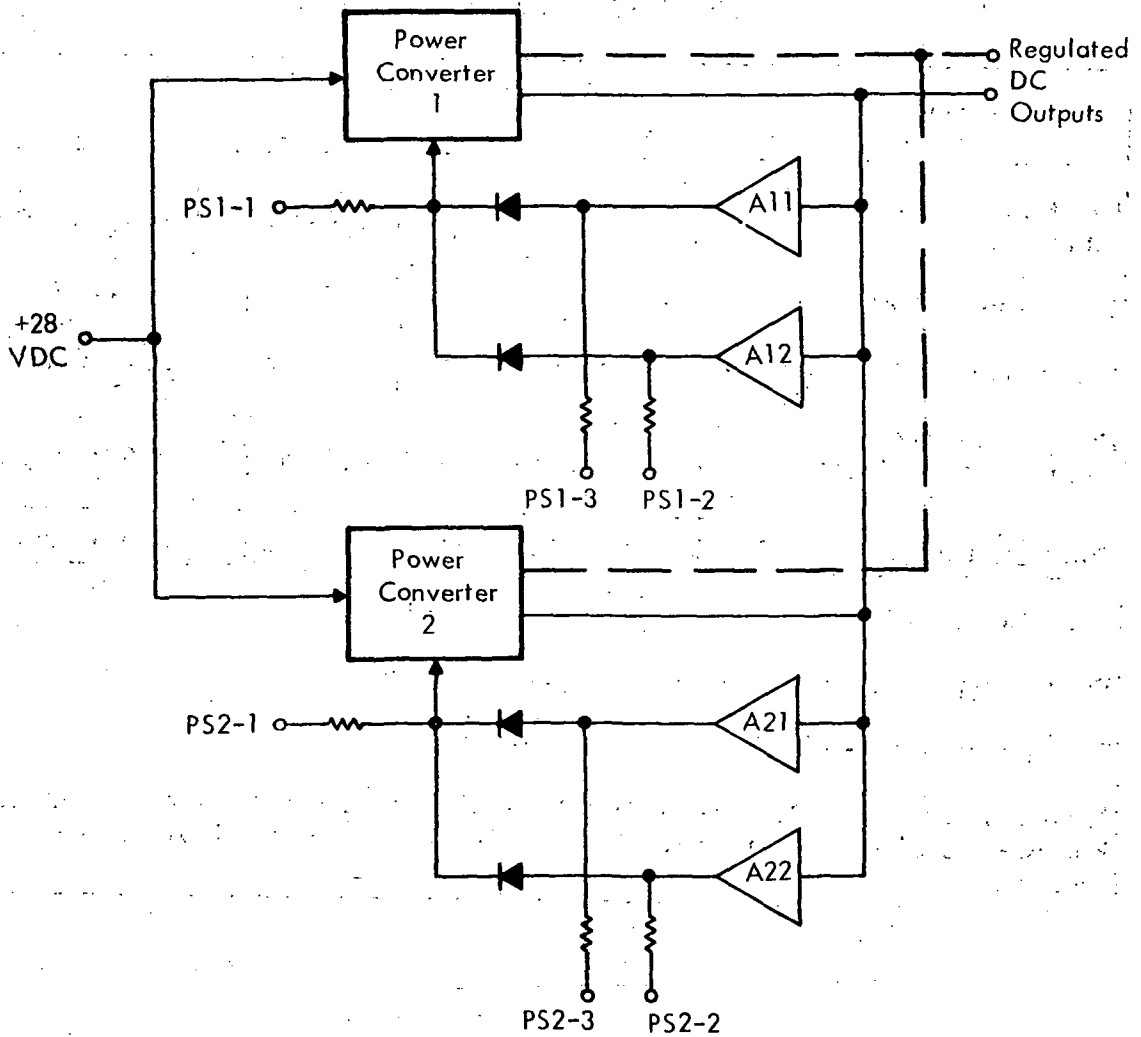 Power
Converter
1
Regulated
DC
Outputs
PS1-1
A11
+28
VDC
A12
PS1-3
PS1-2
Power
Converter
2
PS2-1
A21
A22
PS2-3
PS2-2